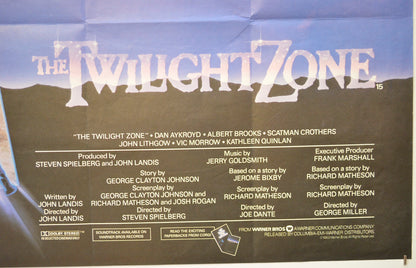 THE TWILIGHT ZONE
15
"THE TWILIGHT ZONE" • DAN AYKROYD • ALBERT BROOKS • SCATMAN CROTHERS
JOHN LITHGOW • VIC MORROW • KATHLEEN QUINLAN
Produced by
STEVEN SPIELBERG and JOHN LANDIS
Music by
JERRY GOLDSMITH
Executive Producer
FRANK MARSHALL
Story by
GEORGE CLAYTON JOHNSON
Based on a story by
JEROME BIXBY
Based on a story by
RICHARD MATHESON
Written by
JOHN LANDIS
Screenplay by
GEORGE CLAYTON JOHNSON and
RICHARD MATHESON and JOSH ROGAN
Screenplay by
RICHARD MATHESON
Screenplay by
RICHARD MATHESON
Directed by
JOHN LANDIS
Directed by
STEVEN SPIELBERG
Directed by
JOE DANTE
Directed by
GEORGE MILLER
DOLBY STEREO
SOUNDTRACK AVAILABLE ON
WARNER BROS RECORDS
READ THE EXCITING
PAPERBACKS FROM CORGI
FROM WARNER BROS A WARNER COMMUNICATIONS COMPANY
RELEASED BY COLUMBIA-EMI-WARNER DISTRIBUTORS